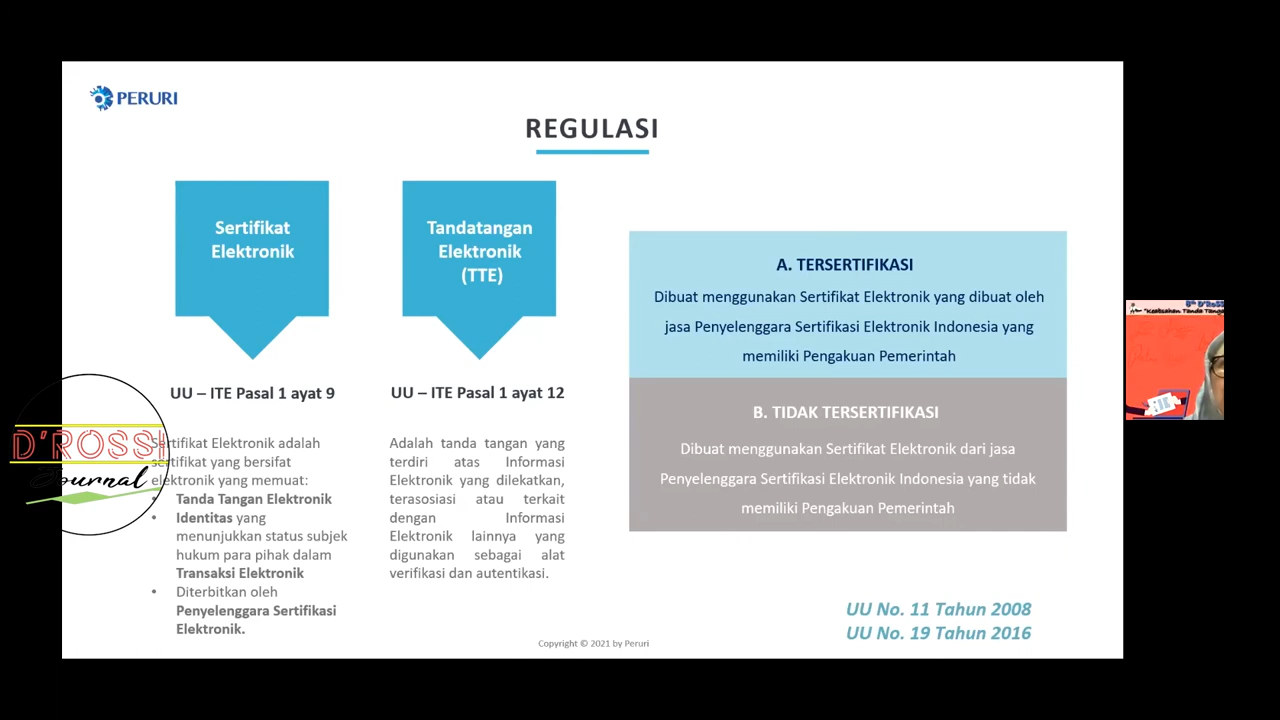 PERURI
REGULASI
Sertifikat
Elektronik
UU – ITE Pasal 1 ayat 9
Sertifikat Elektronik adalah
sertifikat yang bersifat
elektronik yang memuat:
• Tanda Tangan Elektronik
• Identitas yang
menunjukkan status subjek
hukum para pihak dalam
Transaksi Elektronik
• Diterbitkan oleh
Penyelenggara Sertifikasi
Elektronik.
Tandatangan
Elektronik
(TTE)
UU – ITE Pasal 1 ayat 12
Adalah tanda tangan yang
terdiri atas Informasi
Elektronik yang dilekatkan,
terasosiasi atau terkait
dengan Informasi
Elektronik lainnya yang
digunakan sebagai alat
verifikasi dan autentikasi.
A. TERSERTIFIKASI
Dibuat menggunakan Sertifikat Elektronik yang dibuat oleh
jasa Penyelenggara Sertifikasi Elektronik Indonesia yang
memiliki Pengakuan Pemerintah
B. TIDAK TERSERTIFIKASI
Dibuat menggunakan Sertifikat Elektronik dari jasa
Penyelenggara Sertifikasi Elektronik Indonesia yang tidak
memiliki Pengakuan Pemerintah
UU No. 11 Tahun 2008
UU No. 19 Tahun 2016
Copyright © 2021 by Peruri
D'ROSSI
Journal
"Keabsahan Tanda Tanga